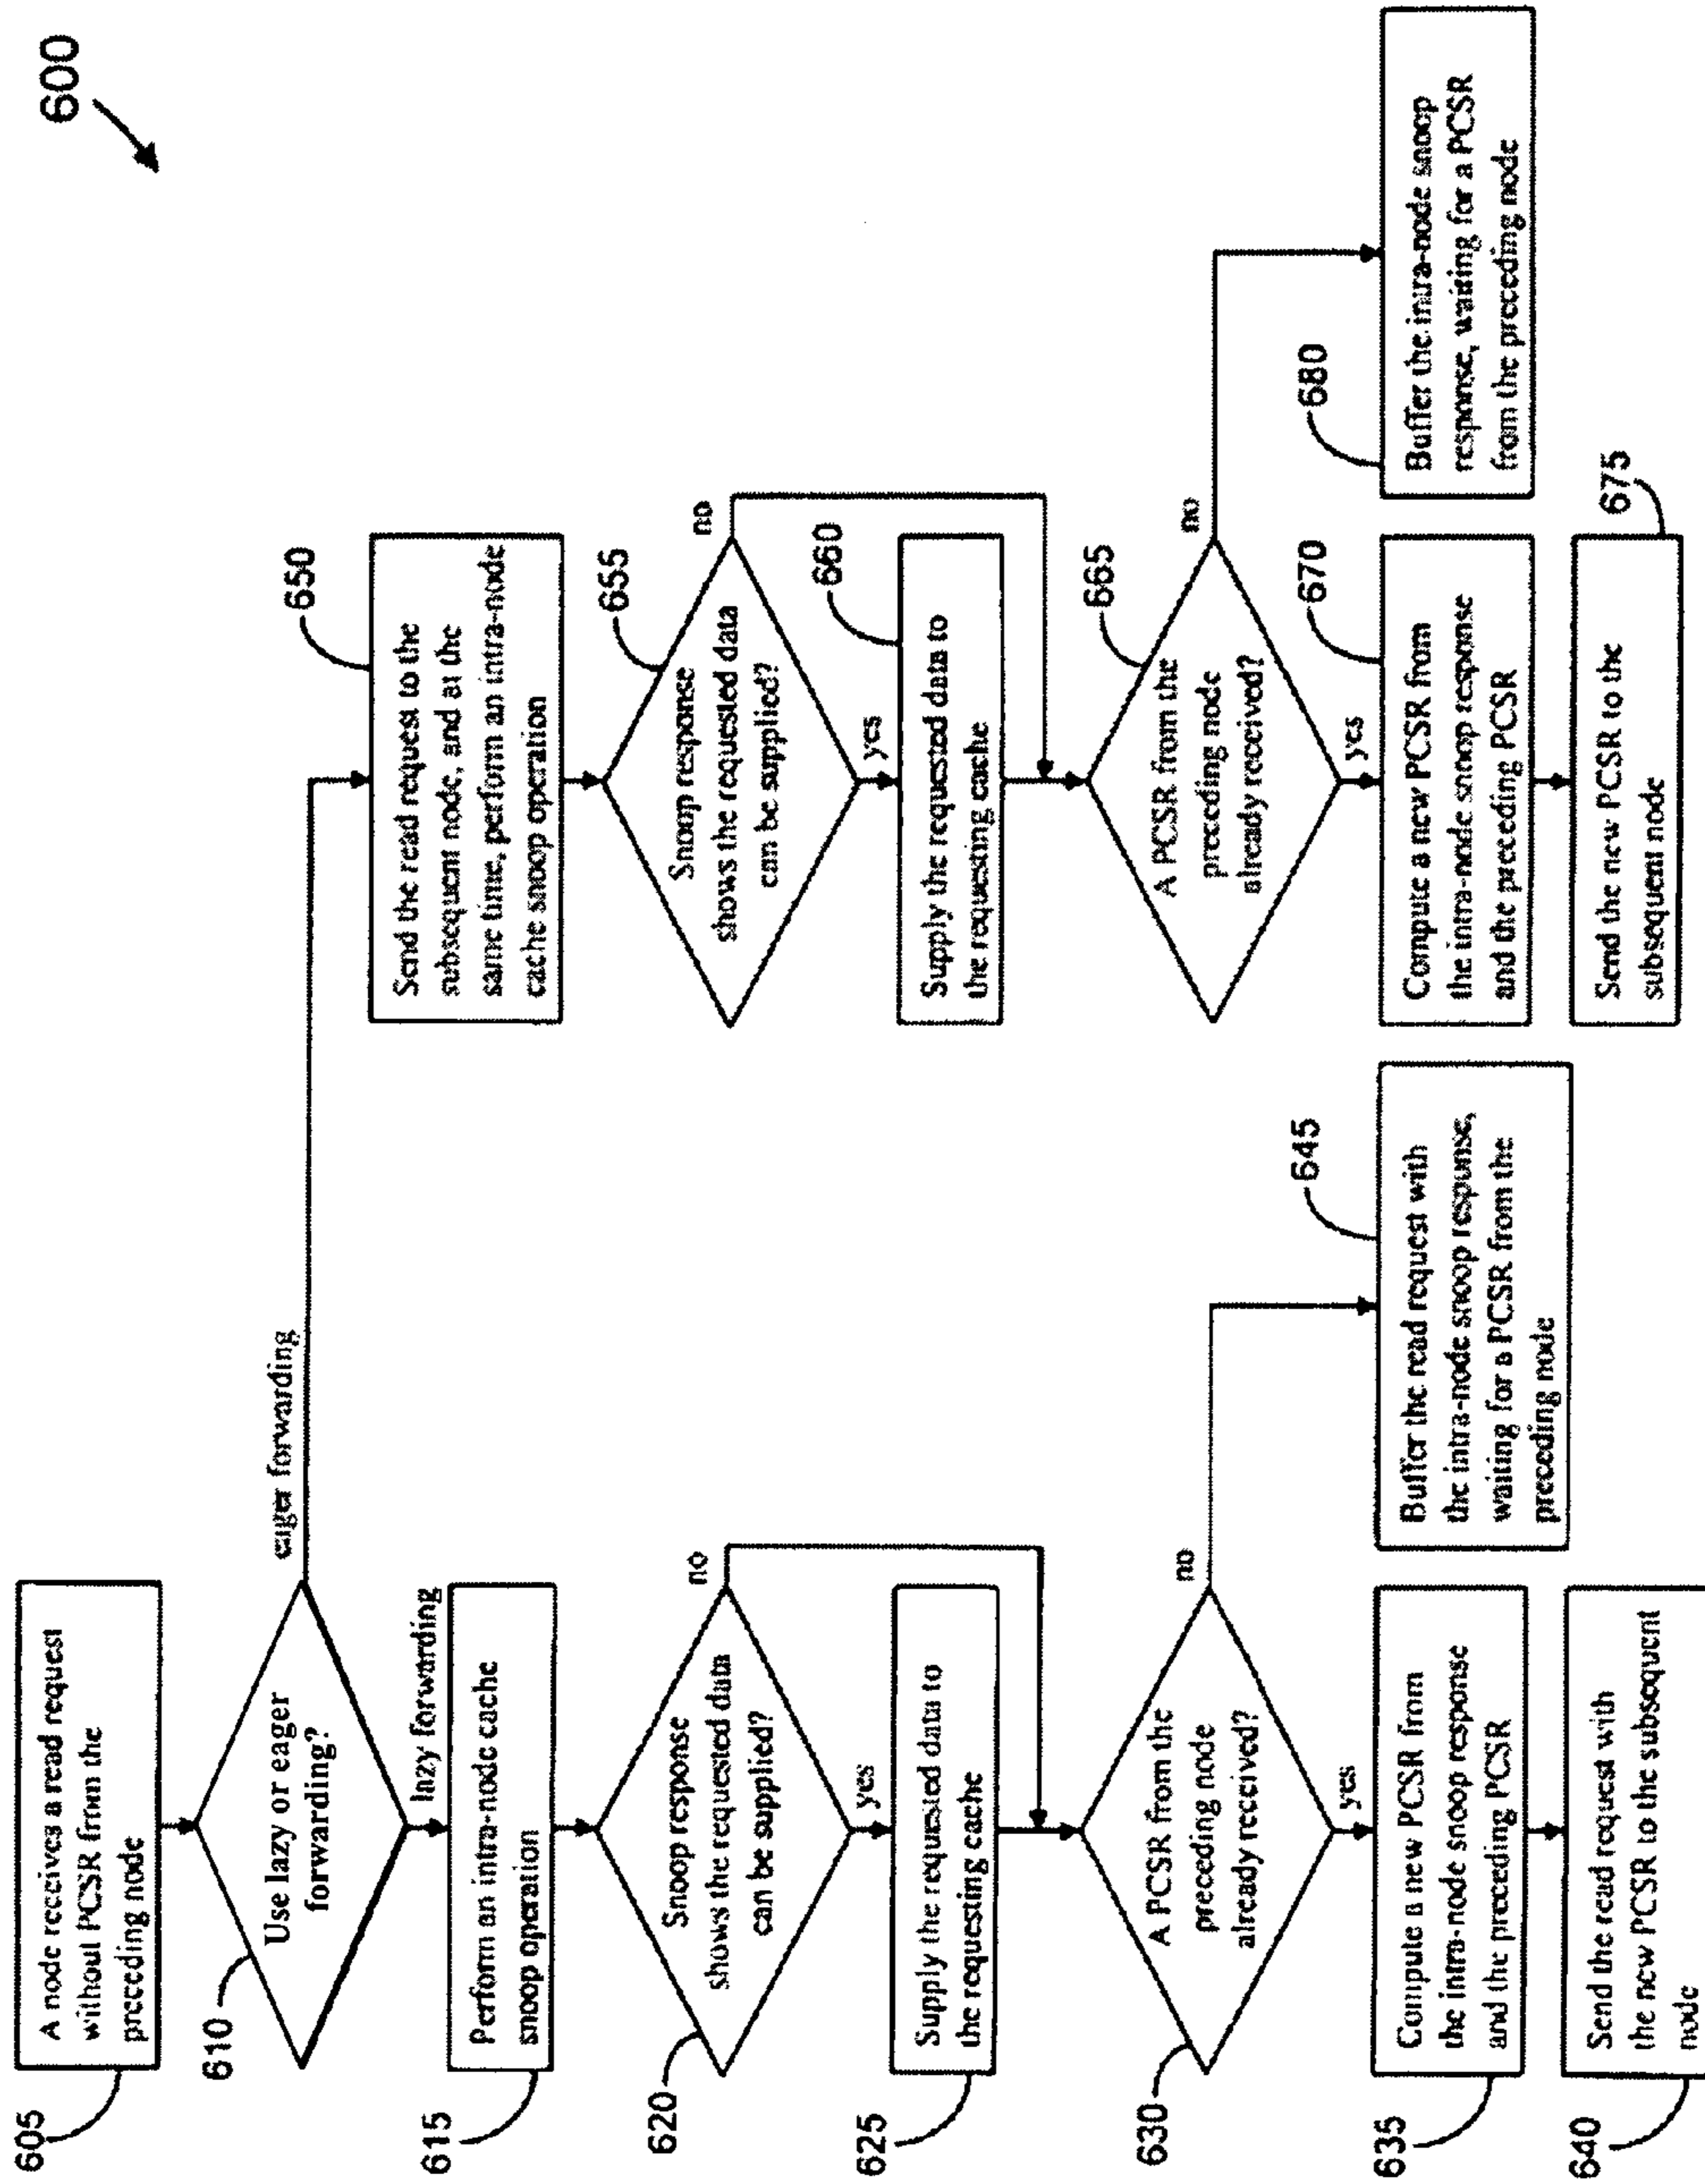 600
605
A node receives a read request
without PCSR from the
preceding node
610
Use lazy or eager
forwarding?
eager forwarding
lazy forwarding
615
Perform an intra-node cache
snoop operation
620
Snoop response
shows the requested data
can be supplied?
no
yes
625
Supply the requested data to
the requesting cache
630
A PCSR from the
preceding node
already received?
no
yes
635
Compute a new PCSR from
the intra-node snoop response
and the preceding PCSR
640
Send the read request with
the new PCSR to the subsequent
node
645
Buffer the read request with
the intra-node snoop response,
waiting for a PCSR from the
preceding node
650
Send the read request to the
subsequent node, and at the
same time, perform an intra-node
cache snoop operation
655
Snoop response
shows the requested data
can be supplied?
no
yes
660
Supply the requested data to
the requesting cache
665
A PCSR from the
preceding node
already received?
no
yes
670
Compute a new PCSR from
the intra-node snoop response
and the preceding PCSR
675
Send the new PCSR to the
subsequent node
680
Buffer the intra-node snoop
response, waiting for a PCSR
from the preceding node